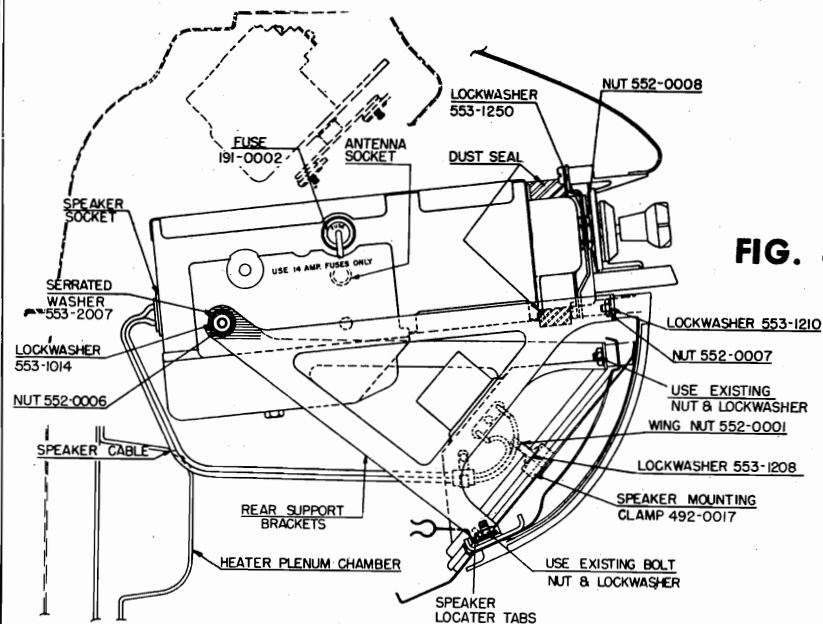 NUT 552-0008
LOCKWASHER
553-1250
FUSE
191-0002
ANTENNA
SOCKET
DUST SEAL
SPEAKER
SOCKET
FUSE
USE 14 AMP. FUSES ONLY
FIG.
SERRATED
WASHER
553-2007
LOCKWASHER
553-1014
NUT 552-0006
LOCKWASHER 553-1210
NUT 552-0007
USE EXISTING
NUT & LOCKWASHER
WING NUT 552-0001
LOCKWASHER 553-1208
SPEAKER MOUNTING
CLAMP 492-0017
SPEAKER CABLE
REAR SUPPORT
BRACKETS
HEATER PLENUM CHAMBER
USE EXISTING BOLT
NUT & LOCKWASHER
SPEAKER
LOCATER TABS